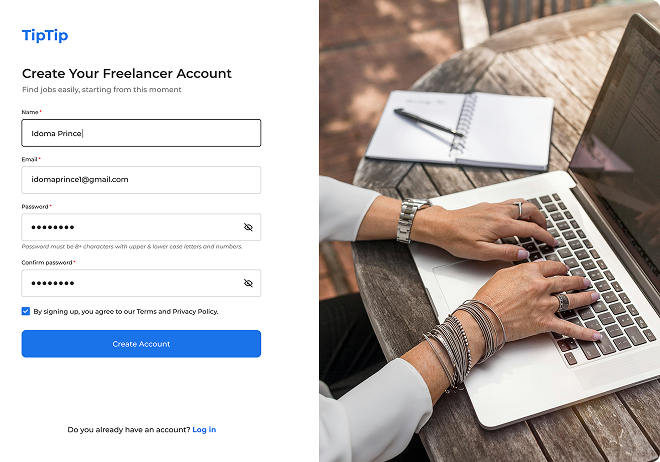 TipTip
Create Your Freelancer Account
Find jobs easily, starting from this moment
Name*
Idoma Prince
Email*
idomaprince1@gmail.com
Password*
••••••••
Password must be 8+ characters with upper & lower case letters and numbers.
Confirm password*
••••••••
By signing up, you agree to our Terms and Privacy Policy.
Create Account
Do you already have an account? Log in